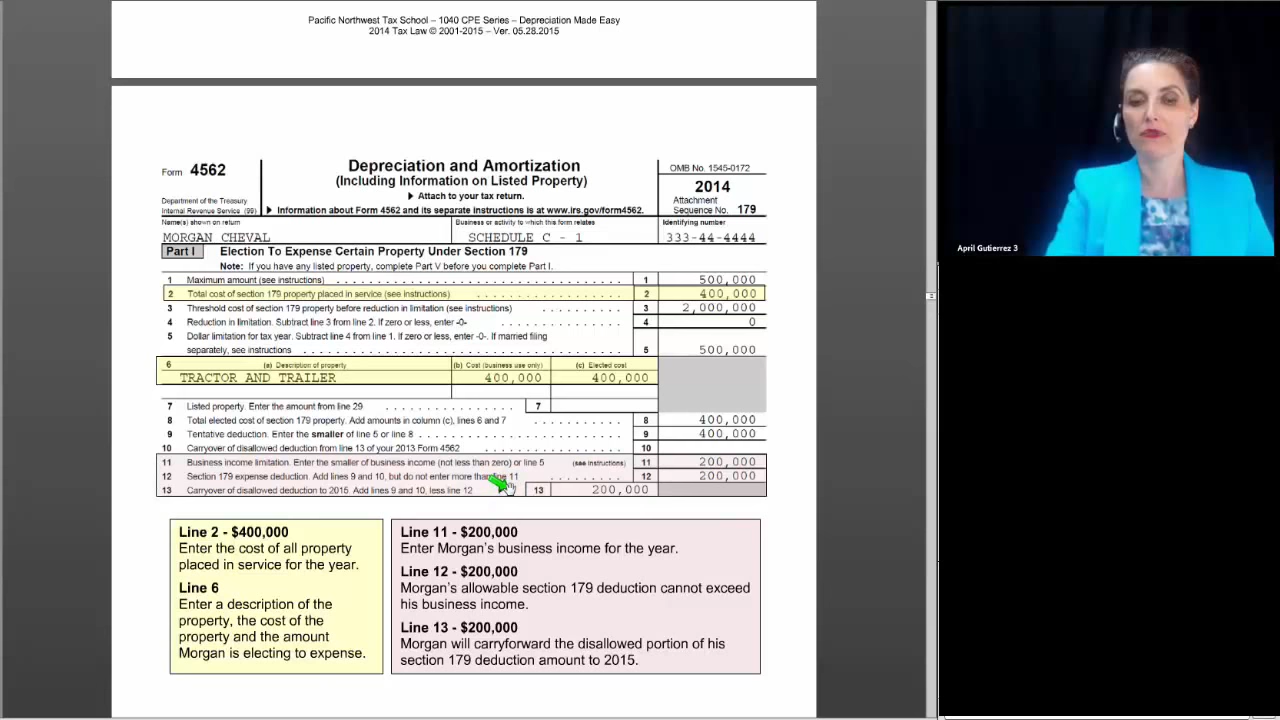 Pacific Northwest Tax School – 1040 CPE Series – Depreciation Made Easy
2014 Tax Law © 2001-2015 – Ver. 05.28.2015
Form 4562
Depreciation and Amortization
(Including Information on Listed Property)
Attach to your tax return.
Department of the Treasury
Internal Revenue Service (99)
Information about Form 4562 and its separate instructions is at www.irs.gov/form4562.
OMB No. 1545-0172
2014
Attachment
Sequence No. 179
Name(s) shown on return
Business or activity to which this form relates
Identifying number
MORGAN CHEVAL
SCHEDULE C - 1
333-44-4444
Part I Election To Expense Certain Property Under Section 179
Note: If you have any listed property, complete Part V before you complete Part I.
1 Maximum amount (see instructions) 1 500,000
2 Total cost of section 179 property placed in service (see instructions) 2 400,000
3 Threshold cost of section 179 property before reduction in limitation (see instructions) 3 2,000,000
4 Reduction in limitation. Subtract line 3 from line 2. If zero or less, enter -0- 4 0
5 Dollar limitation for tax year. Subtract line 4 from line 1. If zero or less, enter -0-. If married filing
separately, see instructions 5 500,000
6 (a) Description of property (b) Cost (business use only) (c) Elected cost
TRACTOR AND TRAILER 400,000 400,000
7 Listed property. Enter the amount from line 29 7
8 Total elected cost of section 179 property. Add amounts in column (c), lines 6 and 7 8 400,000
9 Tentative deduction. Enter the smaller of line 5 or line 8 9 400,000
10 Carryover of disallowed deduction from line 13 of your 2013 Form 4562 10
11 Business income limitation. Enter the smaller of business income (not less than zero) or line 5 (see instructions) 11 200,000
12 Section 179 expense deduction. Add lines 9 and 10, but do not enter more than line 11 12 200,000
13 Carryover of disallowed deduction to 2015. Add lines 9 and 10, less line 12 13 200,000
Line 2 - $400,000
Enter the cost of all property
placed in service for the year.
Line 6
Enter a description of the
property, the cost of the
property and the amount
Morgan is electing to expense.
Line 11 - $200,000
Enter Morgan's business income for the year.
Line 12 - $200,000
Morgan's allowable section 179 deduction cannot exceed
his business income.
Line 13 - $200,000
Morgan will carryforward the disallowed portion of his
section 179 deduction amount to 2015.
April Gutierrez 3